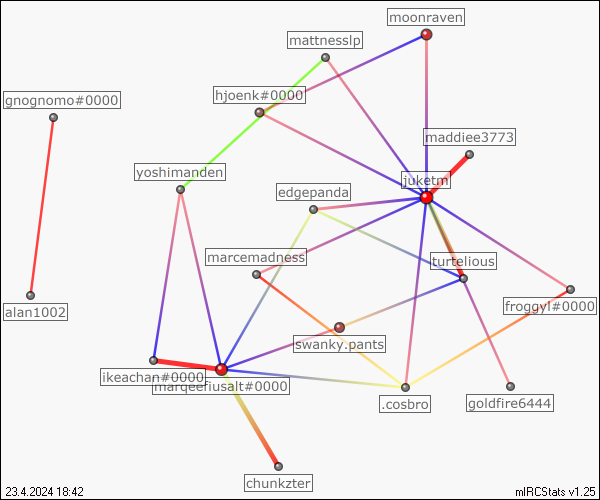 moonraven
mattnesslp
hjoenk#0000
gnognomo#0000
maddiee3773
yoshimanden
juketm
edgepanda
marcemadness
turtelious
froggyl#0000
alan1002
swanky.pants
ikeachan#0000
marqeefiusalt#0000
.cosbro
goldfire6444
chunkzter
23.4.2024 18:42
mIRCStats v1.25